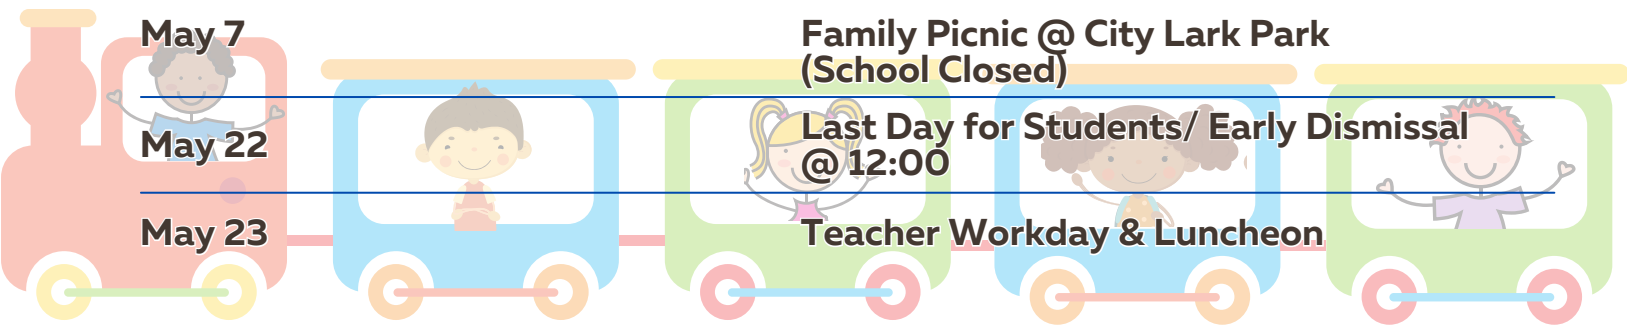 May 7
Family Picnic @ City Lark Park
(School Closed)
May 22
Last Day for Students/ Early Dismissal
@ 12:00
May 23
Teacher Workday & Luncheon